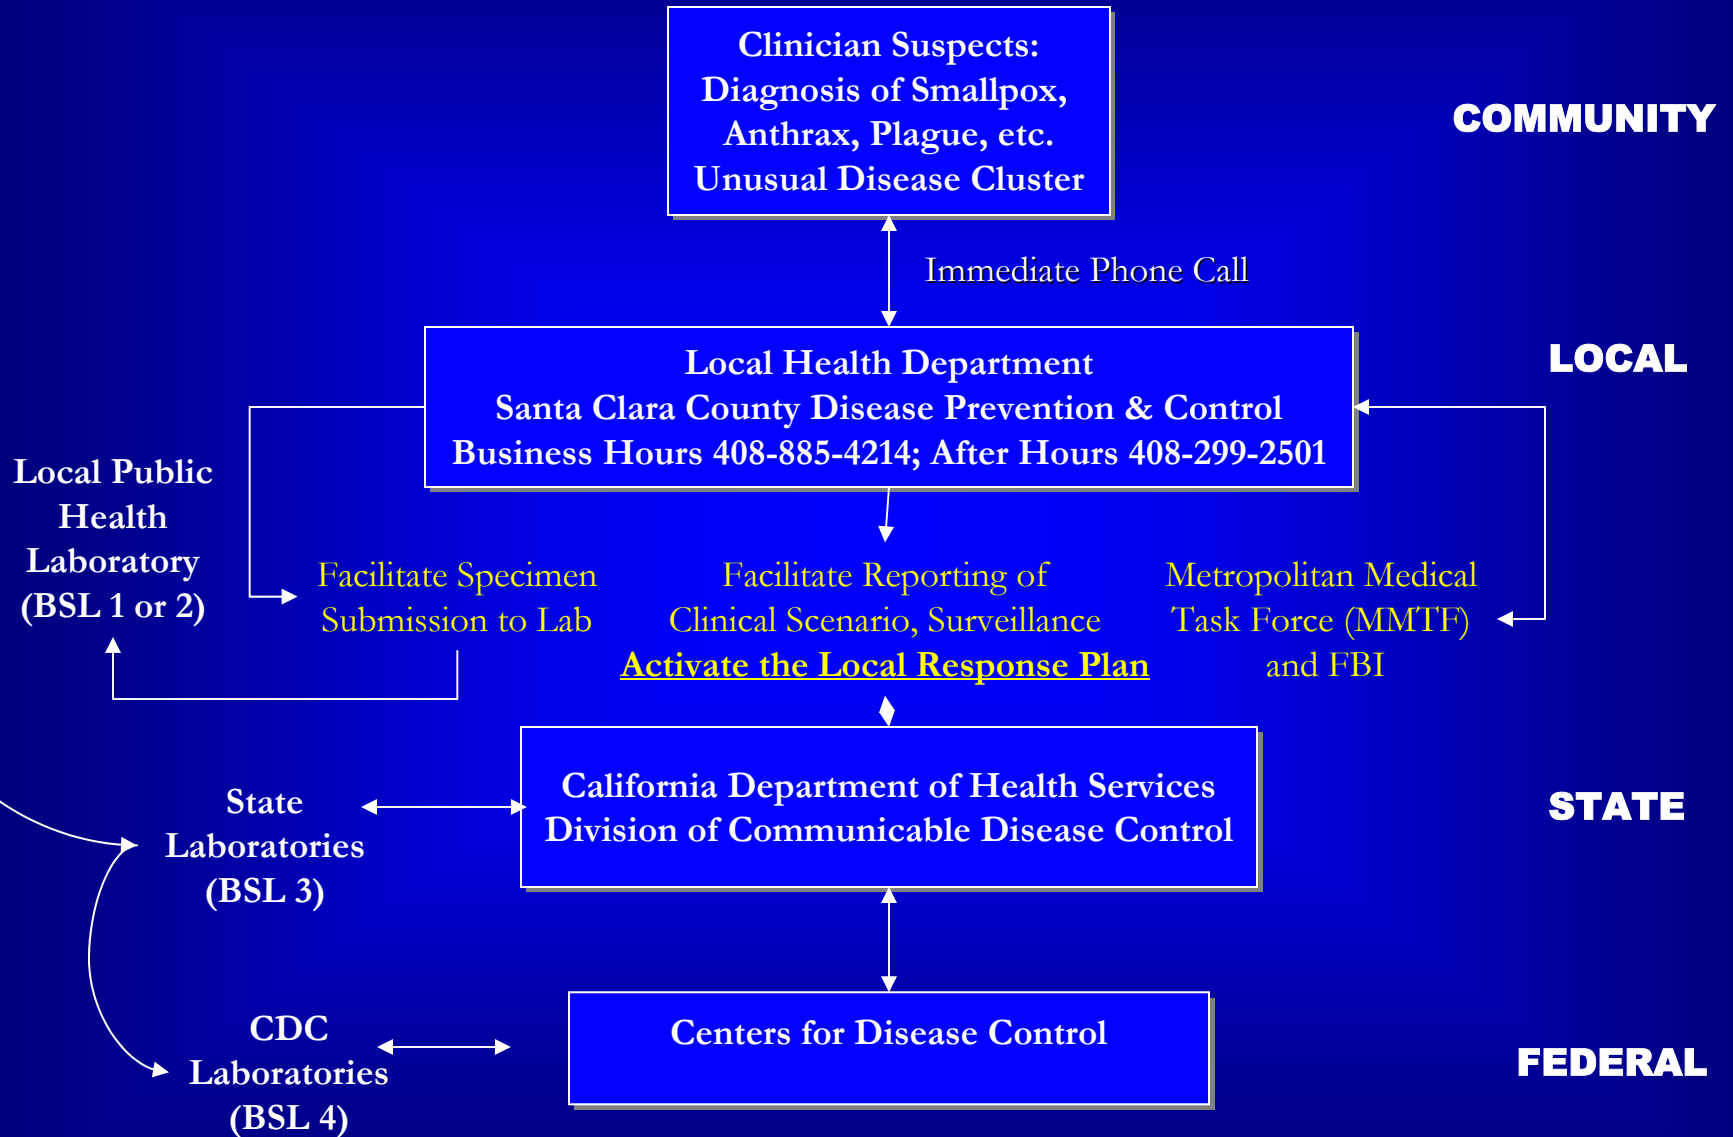 Clinician Suspects:
Diagnosis of Smallpox,
Anthrax, Plague, etc.
Unusual Disease Cluster
COMMUNITY
Immediate Phone Call
Local Health Department
Santa Clara County Disease Prevention & Control
Business Hours 408-885-4214; After Hours 408-299-2501
LOCAL
Local Public
Health
Laboratory
(BSL 1 or 2)
Facilitate Specimen
Submission to Lab
Facilitate Reporting of
Clinical Scenario, Surveillance
Activate the Local Response Plan
Metropolitan Medical
Task Force (MMTF)
and FBI
State
Laboratories
(BSL 3)
California Department of Health Services
Division of Communicable Disease Control
STATE
CDC
Laboratories
(BSL 4)
Centers for Disease Control
FEDERAL